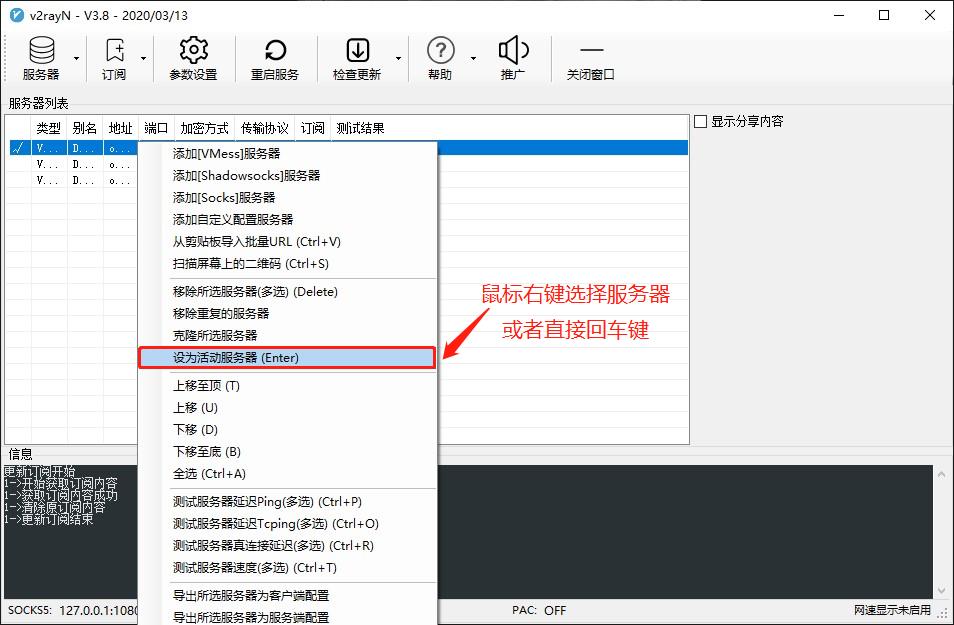 v2rayN - V3.8 - 2020/03/13
服务器 订阅 参数设置 重启服务 检查更新 帮助 推广 关闭窗口
服务器列表
类型 别名 地址 端口 加密方式 传输协议 订阅 测试结果
显示分享内容
V... D... o...
V... D... o...
V... D... o...
添加[VMess]服务器
添加[Shadowsocks]服务器
添加[Socks]服务器
添加自定义配置服务器
从剪贴板导入批量URL (Ctrl+V)
扫描屏幕上的二维码 (Ctrl+S)
移除所选服务器(多选) (Delete)
移除重复的服务器
克隆所选服务器
设为活动服务器 (Enter)
上移至顶 (T)
上移 (U)
下移 (D)
下移至底 (B)
全选 (Ctrl+A)
测试服务器延迟Ping(多选) (Ctrl+P)
测试服务器延迟Tcping(多选) (Ctrl+O)
测试服务器真连接延迟(多选) (Ctrl+R)
测试服务器速度(多选) (Ctrl+T)
导出所选服务器为客户端配置
导出所选服务器为服务端配置
鼠标右键选择服务器
或者直接回车键
信息
更新订阅开始
1->开始获取订阅内容
1->获取订阅内容成功
1->清除原订阅内容
1->更新订阅结束
SOCKS5: 127.0.0.1:1080 PAC: OFF 网速显示未启用